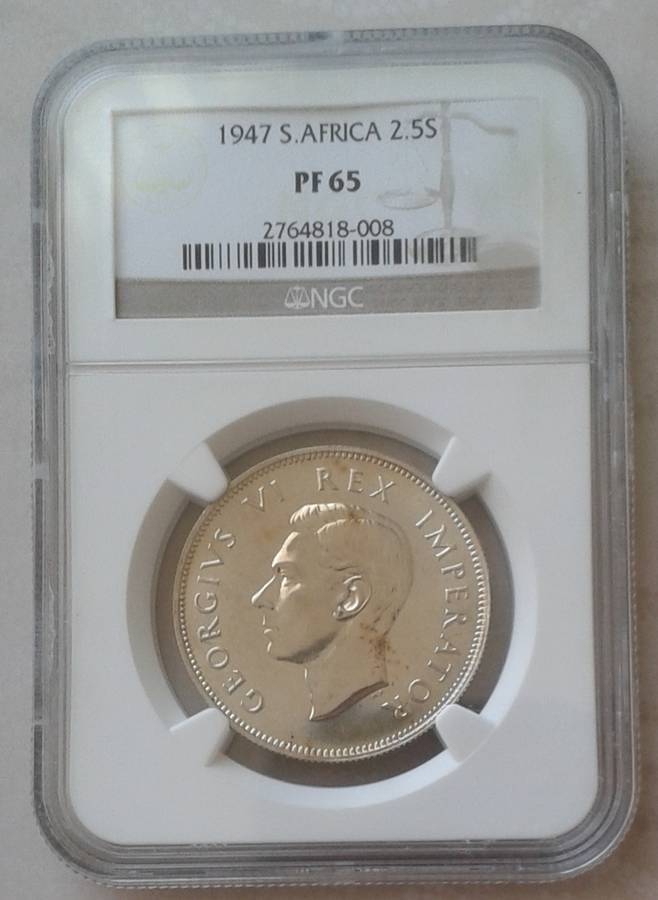 1947 S.AFRICA 2.5S
PF 65
2764818-008
NGC
GEORGIVS VI REX IMPERATOR